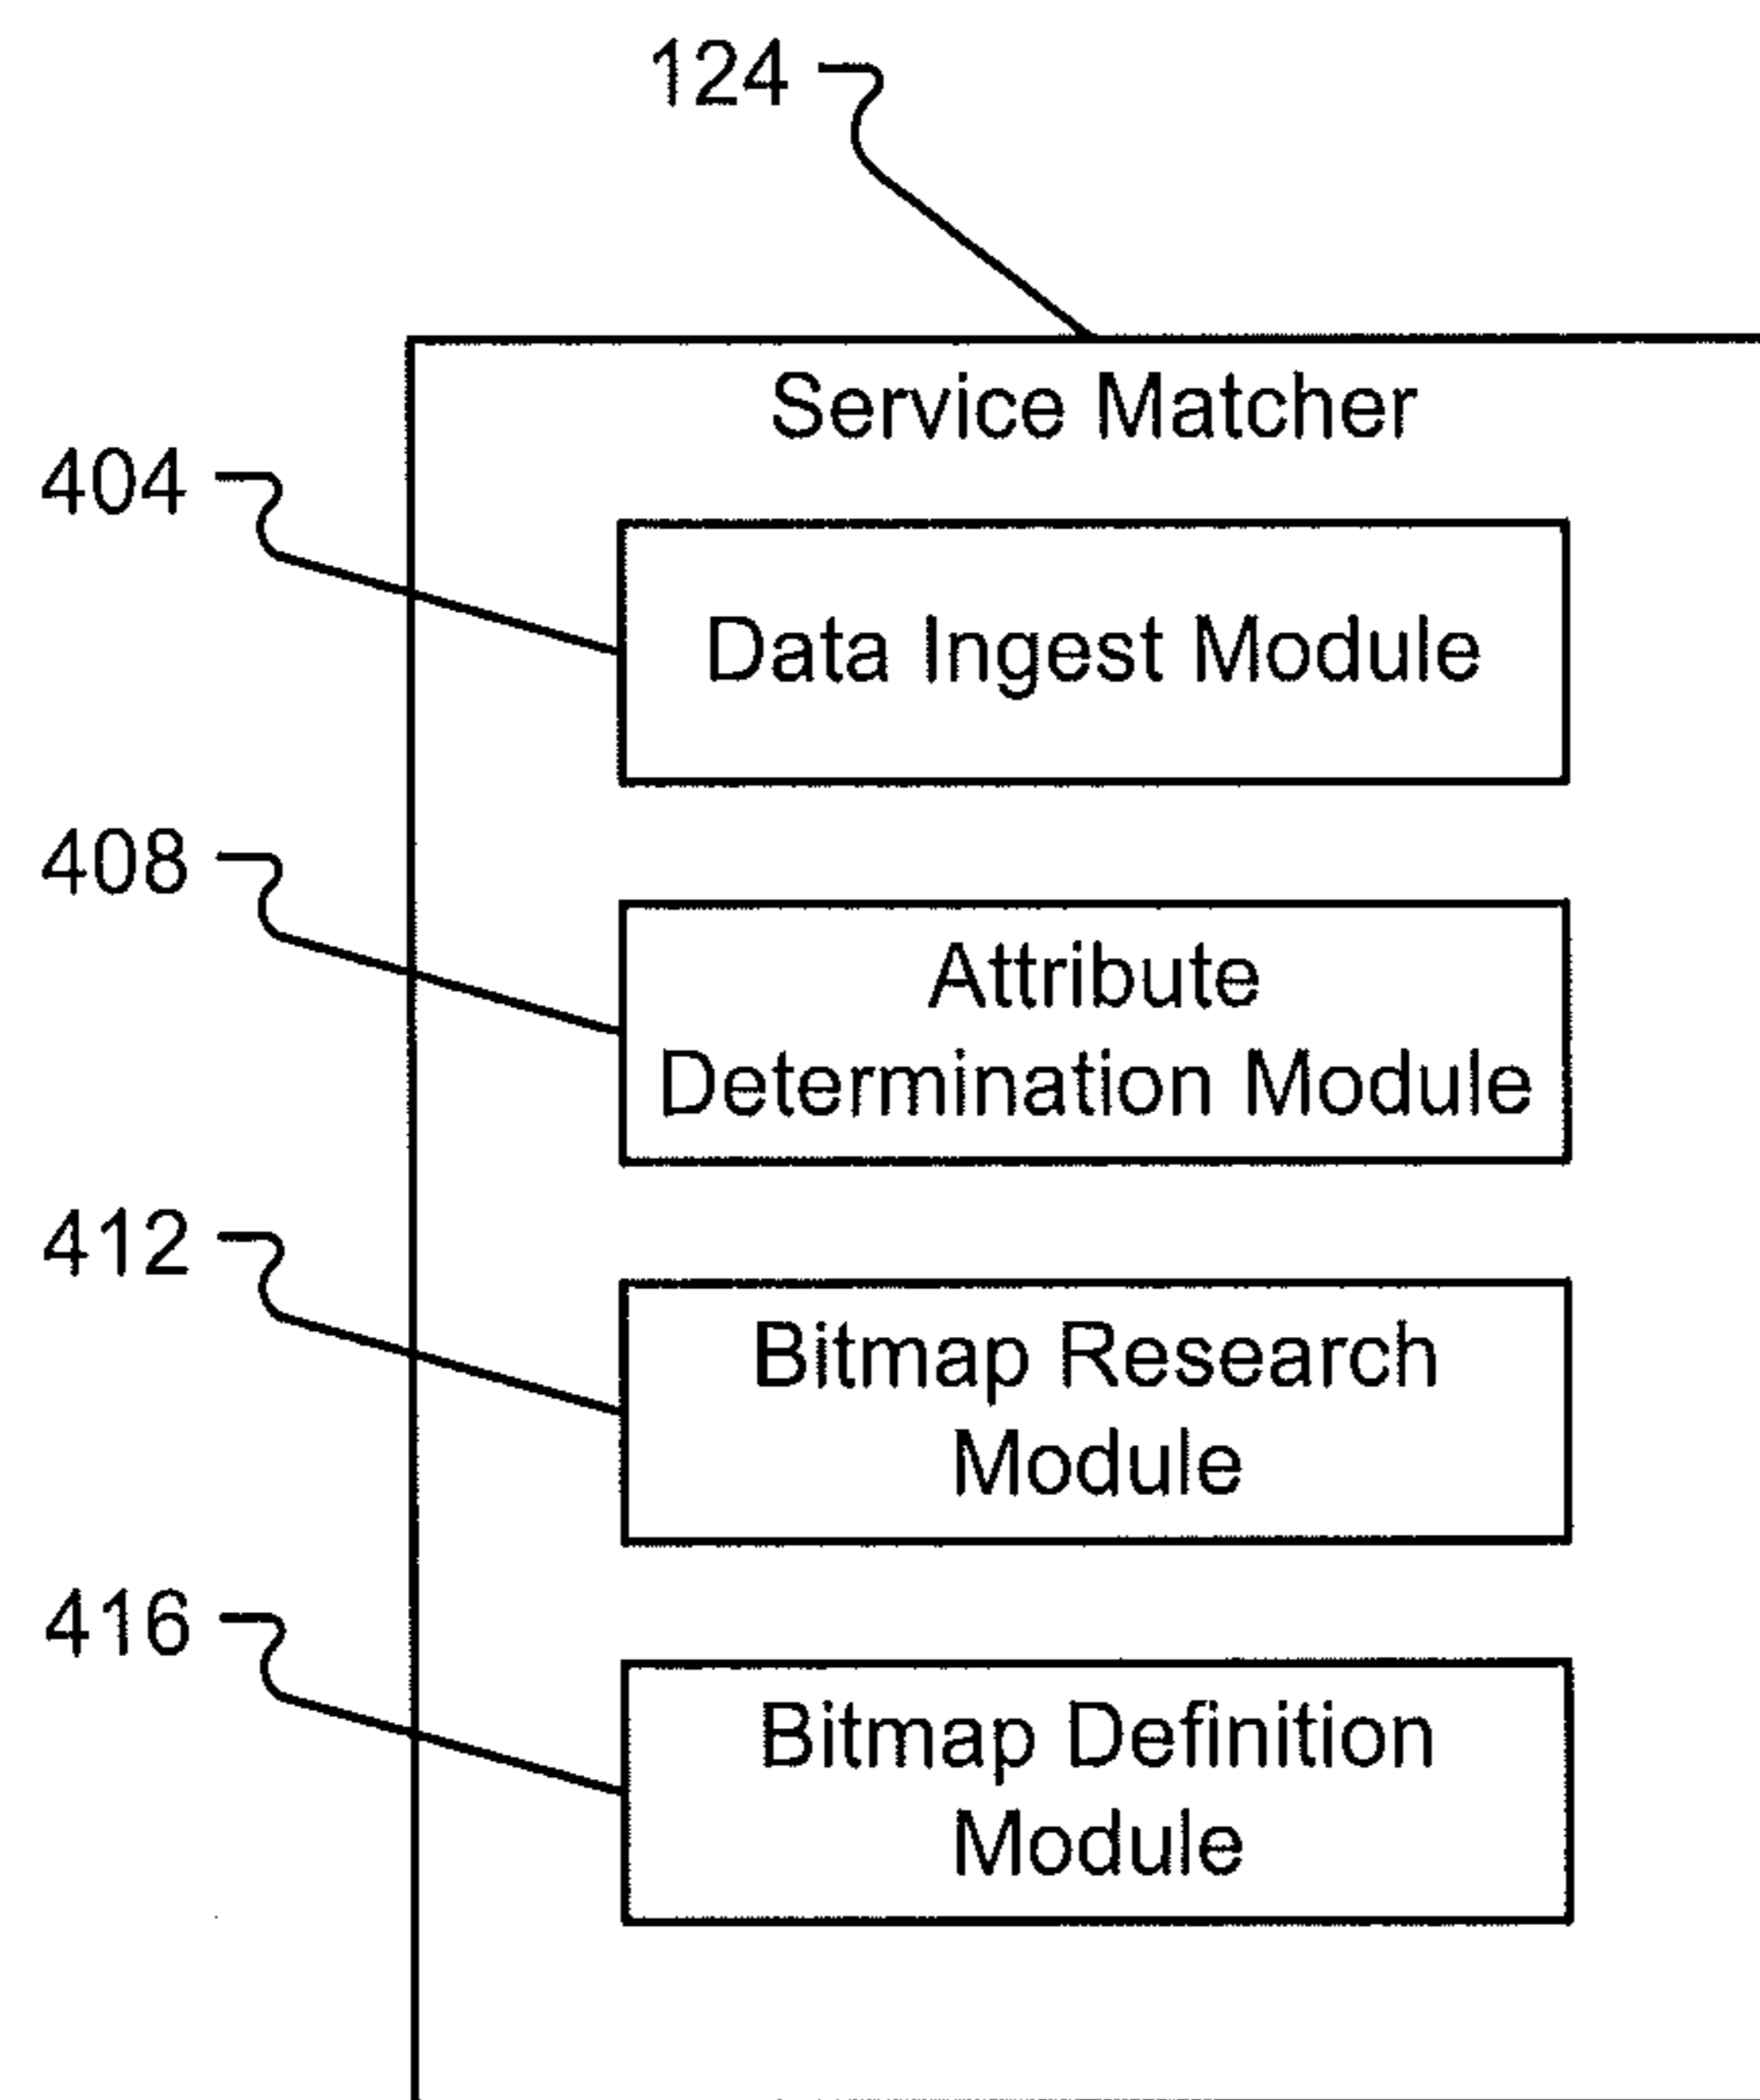 124
Service Matcher
404
Data Ingest Module
408
Attribute
Determination Module
412
Bitmap Research
Module
416
Bitmap Definition
Module